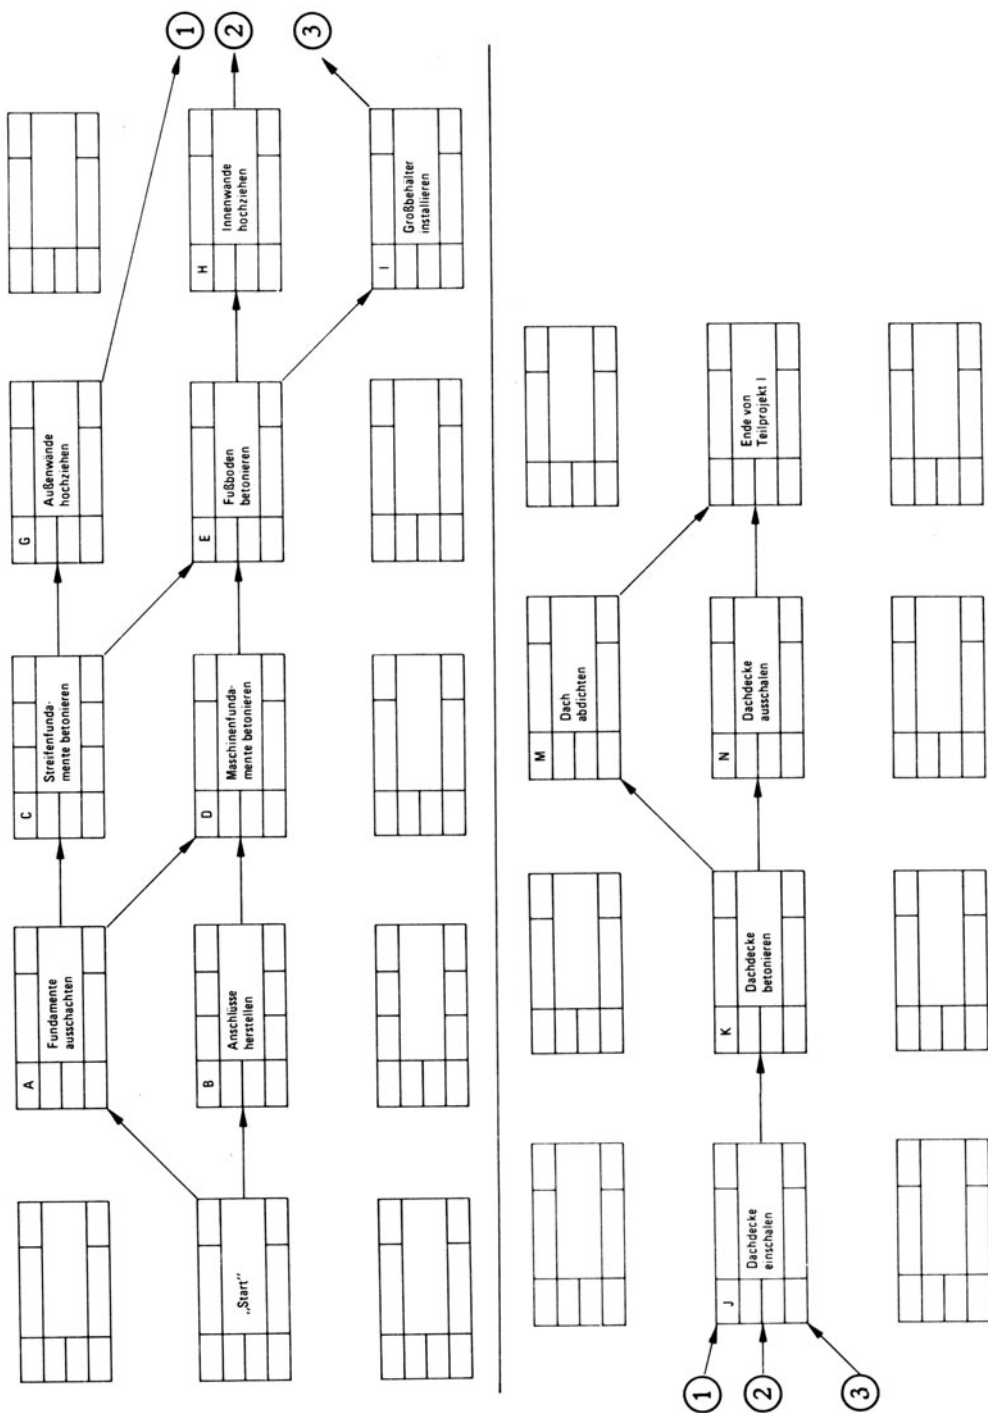 „Start"
A
Fundamente
ausschachten
B
Anschlüsse
herstellen
C
Streifenfunda-
mente betonieren
D
Maschinenfunda-
mente betonieren
G
Außenwände
hochziehen
E
Fußboden
betonieren
H
Innenwände
hochziehen
I
Großbehälter
installieren
1
2
3
1
2
3
J
Dachdecke
einschalen
K
Dachdecke
betonieren
M
Dach
abdichten
N
Dachdecke
ausschalen
Ende von
Teilprojekt I